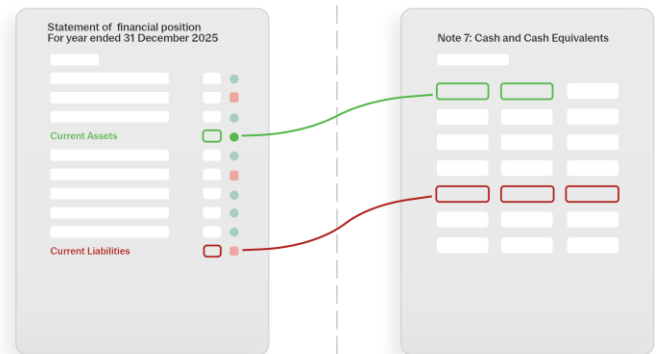 Statement of financial position
For year ended 31 December 2025
Current Assets
Current Liabilities
Note 7: Cash and Cash Equivalents